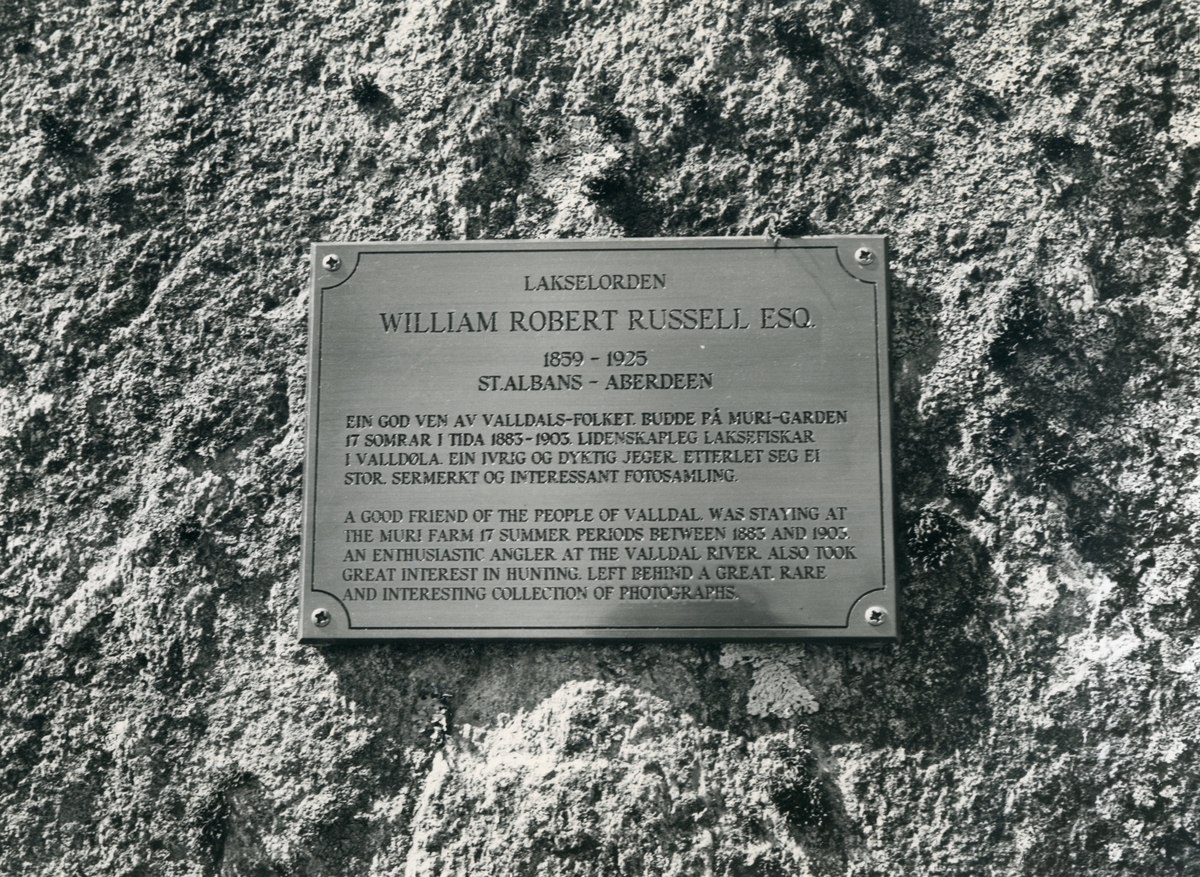 LAKSELORDEN
WILLIAM ROBERT RUSSELL ESQ.
1859 - 1925
ST.ALBANS - ABERDEEN
EIN GOD VEN AV VALLDALS-FOLKET. BUDDE PÅ MURI-GARDEN
17 SOMRAR I TIDA 1883-1903. LIDENSKAPLEG LAKSEFISKAR
I VALLDØLA. EIN IVRIG OG DYKTIG JEGER. ETTERLET SEG EI
STOR. SERMERKT OG INTERESSANT FOTOSAMLING.
A GOOD FRIEND OF THE PEOPLE OF VALLDAL. WAS STAYING AT
THE MURI FARM 17 SUMMER PERIODS BETWEEN 1883 AND 1903.
AN ENTHUSIASTIC ANGLER AT THE VALLDAL RIVER. ALSO TOOK
GREAT INTEREST IN HUNTING. LEFT BEHIND A GREAT, RARE
AND INTERESTING COLLECTION OF PHOTOGRAPHS.